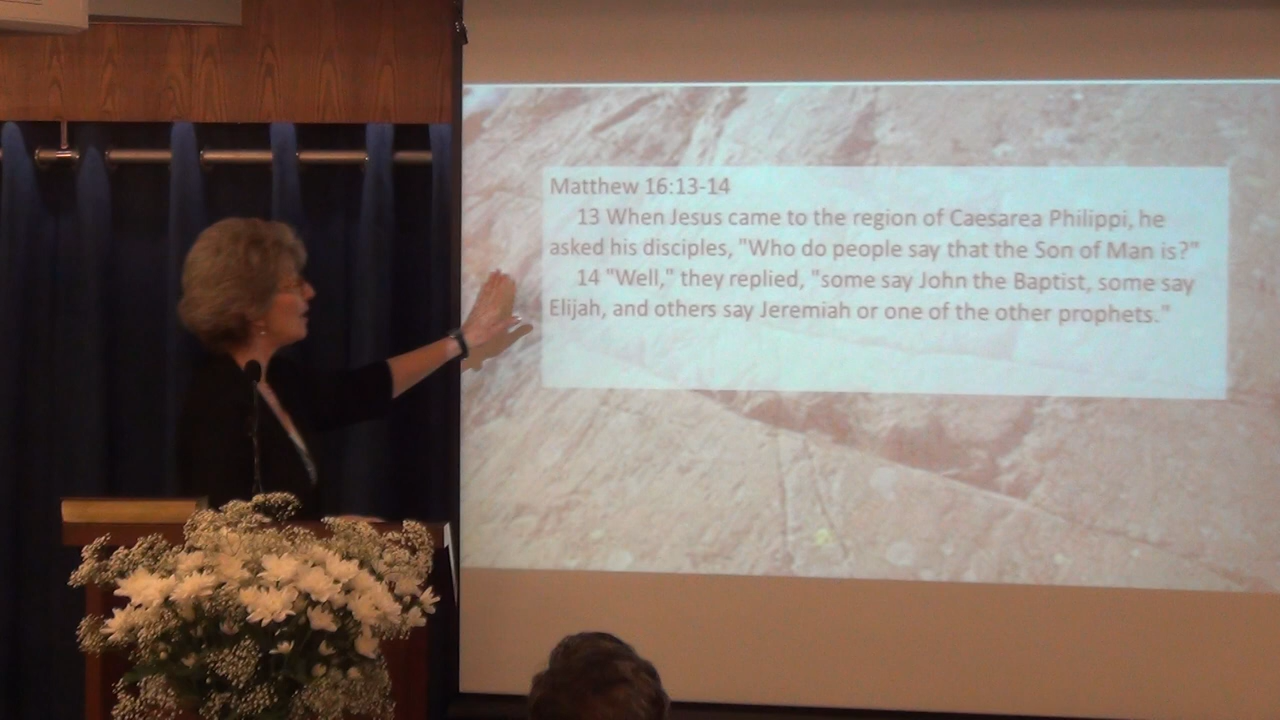 Matthew 16:13-14
13 When Jesus came to the region of Caesarea Philippi, he
asked his disciples, "Who do people say that the Son of Man is?"
14 "Well," they replied, "some say John the Baptist, some say
Elijah, and others say Jeremiah or one of the other prophets."